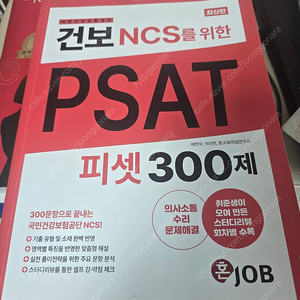 최신판
건보 NCS를 위한
PSAT
피셋 300제
300문항으로 끝내는
국민건강보험공단 NCS!
기출 유형 및 소재 완벽 반영
영역별 특징을 반영한 맞춤형 해설
실전 풀이전략을 위한 주요 문항 분석
스터디리뷰를 통한 셀프 강·약점 체크
의사소통
수리
문제해결
취준생이
모여 만든
스터디리뷰
회차별 수록
혼JOB